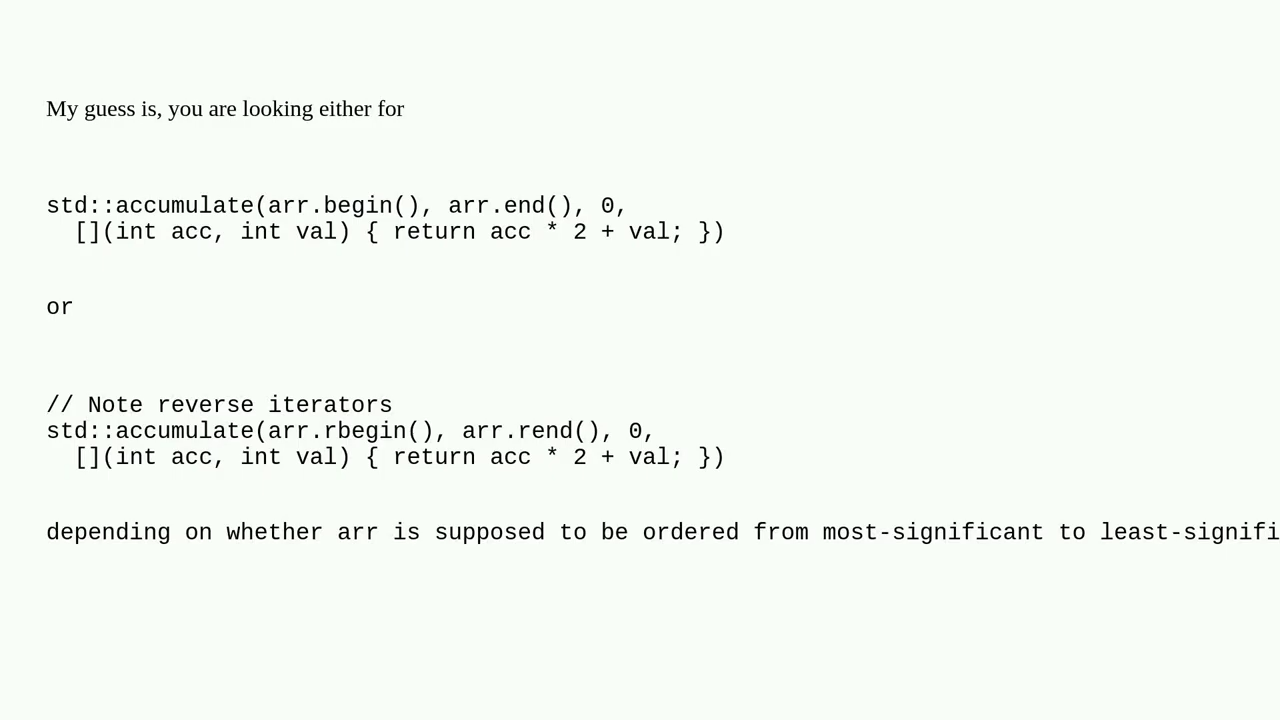 My guess is, you are looking either for
std::accumulate(arr.begin(), arr.end(), 0,
  [](int acc, int val) { return acc * 2 + val; })
or
// Note reverse iterators
std::accumulate(arr.rbegin(), arr.rend(), 0,
  [](int acc, int val) { return acc * 2 + val; })
depending on whether arr is supposed to be ordered from most-significant to least-signifi